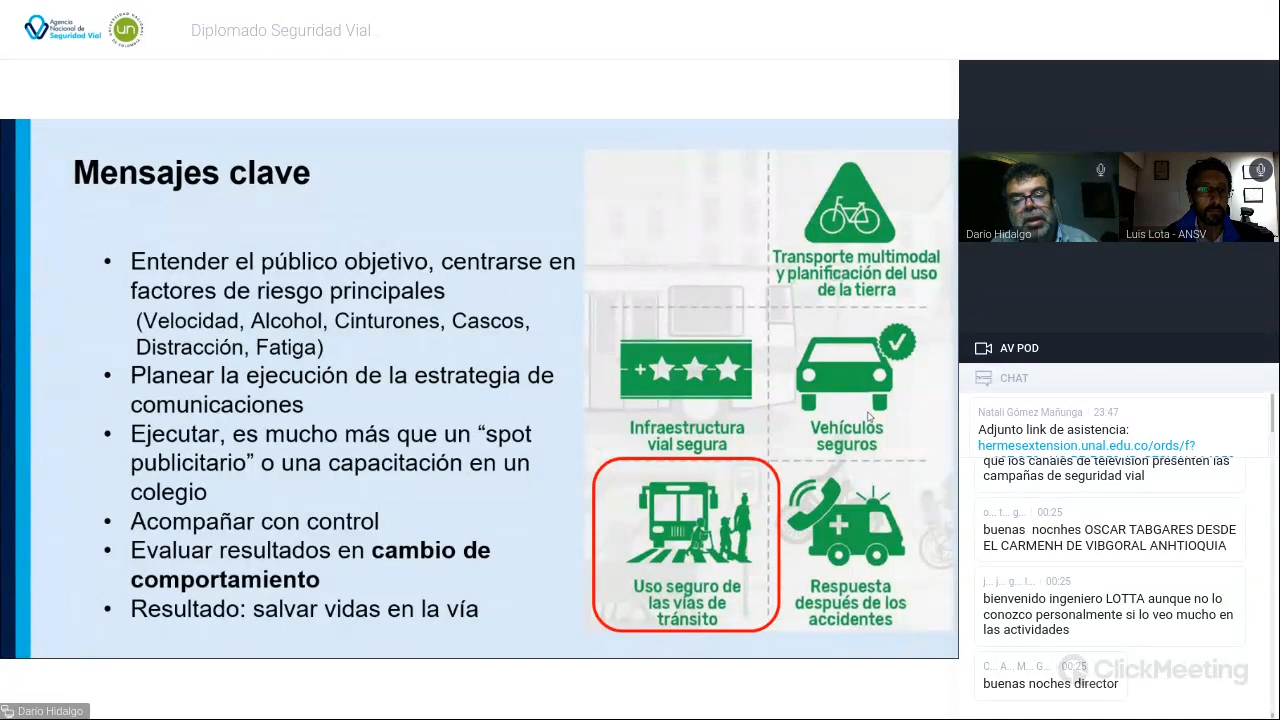 Agencia
Nacional de
Seguridad Vial
un
Diplomado Seguridad Vial
Mensajes clave
• Entender el público objetivo, centrarse en
factores de riesgo principales
(Velocidad, Alcohol, Cinturones, Cascos,
Distracción, Fatiga)
• Planear la ejecución de la estrategia de
comunicaciones
• Ejecutar, es mucho más que un “spot
publicitario” o una capacitación en un
colegio
• Acompañar con control
• Evaluar resultados en cambio de
comportamiento
• Resultado: salvar vidas en la vía
Transporte multimodal
y planificación del uso
de la tierra
Infraestructura
vial segura
Vehículos
seguros
Uso seguro de
las vías de
tránsito
Respuesta
después de los
accidentes
Darío Hidalgo
Luis Lota - ANSV
AV POD
CHAT
Natalí Gómez Mañunga 23:47
Adjunto link de asistencia:
hermesextension.unal.edu.co/ords/f?
que los canales de television presenten las
campañas de seguridad vial
o... t... g... 00:25
buenas nocnhes OSCAR TABGARES DESDE
EL CARMENH DE VIBGORAL ANHTIOQUIA
j... j... g... l... 00:25
bienvenido ingeniero LOTTA aunque no lo
conozco personalmente si lo veo mucho en
las actividades
C... A... M... G... 00:25
buenas noches director
ClickMeeting
Darío Hidalgo